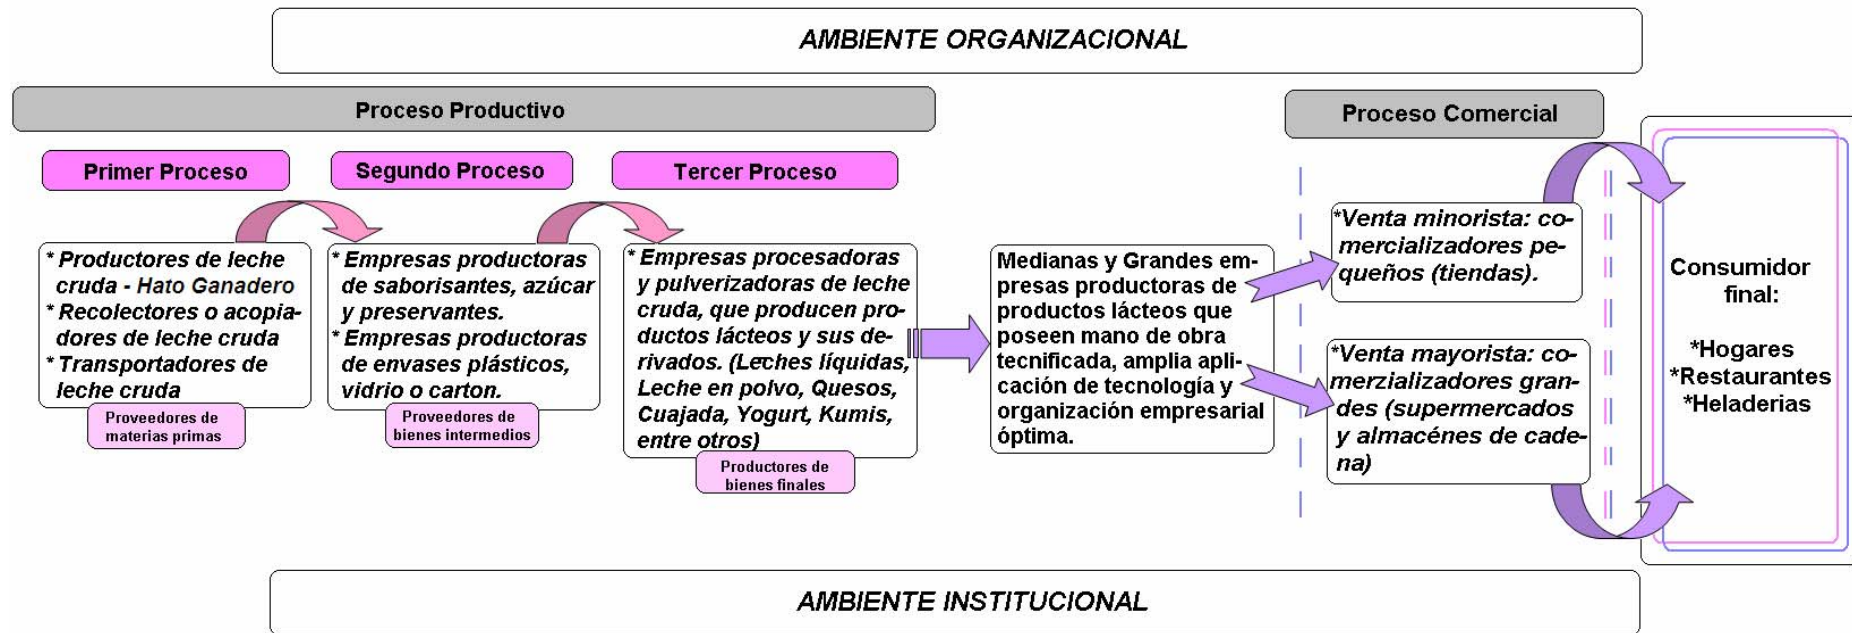 AMBIENTE ORGANIZACIONAL
Proceso Productivo
Primer Proceso
* Productores de leche
cruda - Hato Ganadero
* Recolectores o acopia-
dores de leche cruda
* Transportadores de
leche cruda
Proveedores de
materias primas
Segundo Proceso
* Empresas productoras
de saborisantes, azúcar
y preservantes.
* Empresas productoras
de envases plásticos,
vidrio o carton.
Proveedores de
bienes intermedios
Tercer Proceso
* Empresas procesadoras
y pulverizadoras de leche
cruda, que producen pro-
ductos lácteos y sus de-
rivados. (Leches líquidas,
Leche en polvo, Quesos,
Cuajada, Yogurt, Kumis,
entre otros)
Productores de
bienes finales
Medianas y Grandes em-
presas productoras de
productos lácteos que
poseen mano de obra
tecnificada, amplia apli-
cación de tecnología y
organización empresarial
óptima.
Proceso Comercial
*Venta minorista: co-
mercializadores pe-
queños (tiendas).
*Venta mayorista: co-
merzializadores gran-
des (supermercados
y almacénes de cade-
na)
Consumidor
final:
*Hogares
*Restaurantes
*Heladerias
AMBIENTE INSTITUCIONAL